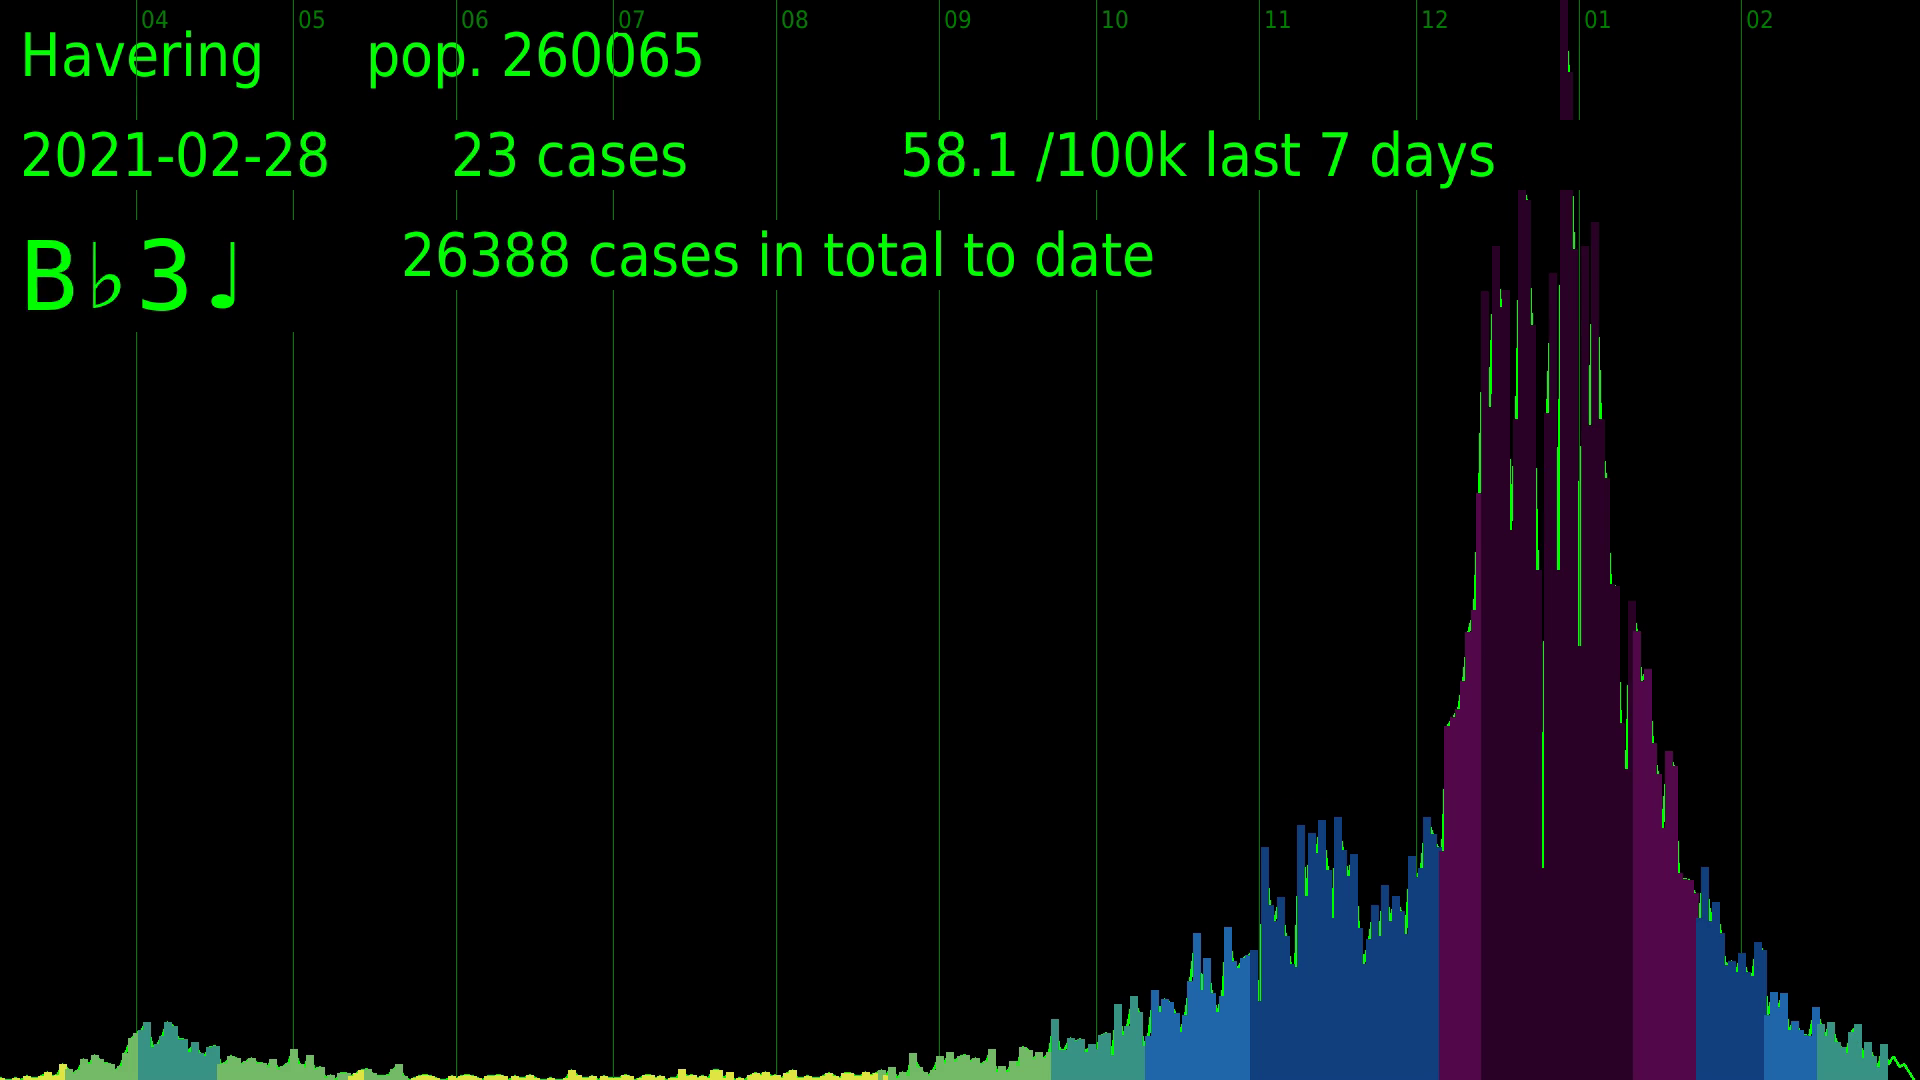 04 05 06 07 08 09 10 11 12 01 02
Havering pop. 260065
2021-02-28 23 cases 58.1 /100k last 7 days
B♭3♩ 26388 cases in total to date